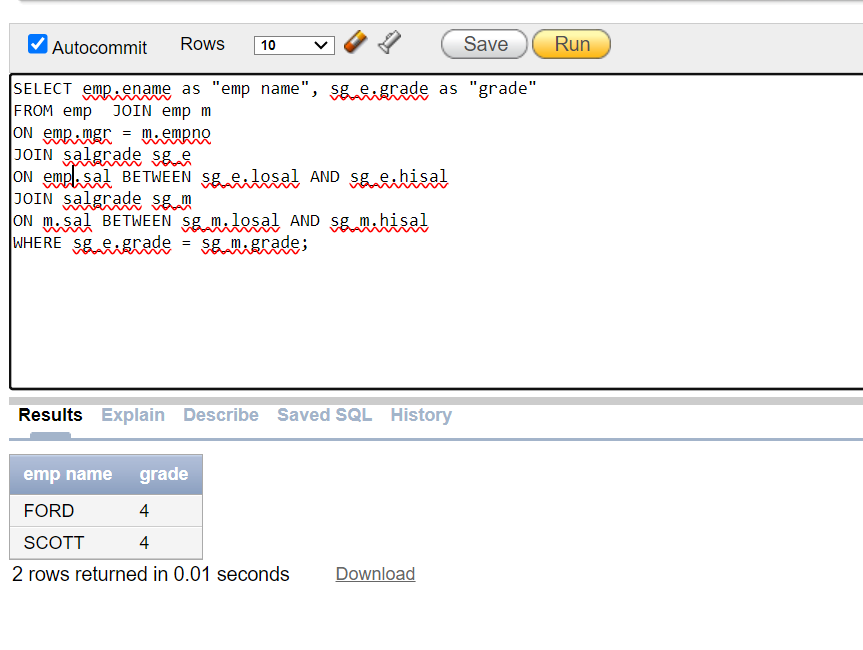 Autocommit Rows 10 Save Run
SELECT emp.ename as "emp name", sg_e.grade as "grade"
FROM emp  JOIN emp m
ON emp.mgr = m.empno
JOIN salgrade sg_e
ON emp.sal BETWEEN sg_e.losal AND sg_e.hisal
JOIN salgrade sg_m
ON m.sal BETWEEN sg_m.losal AND sg_m.hisal
WHERE sg_e.grade = sg_m.grade;
Results Explain Describe Saved SQL History
emp name grade
FORD 4
SCOTT 4
2 rows returned in 0.01 seconds Download